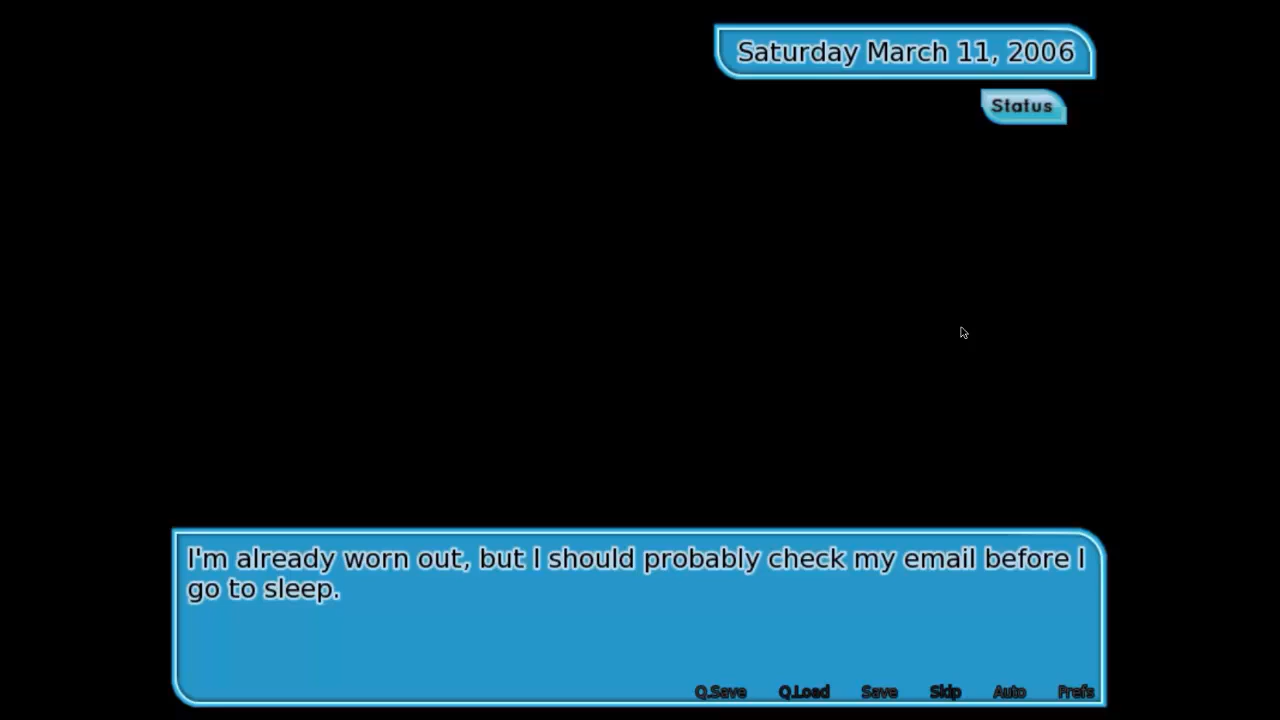 Saturday March 11, 2006
Status
I'm already worn out, but I should probably check my email before I
go to sleep.
Q.Save Q.Load Save Skip Auto Prefs